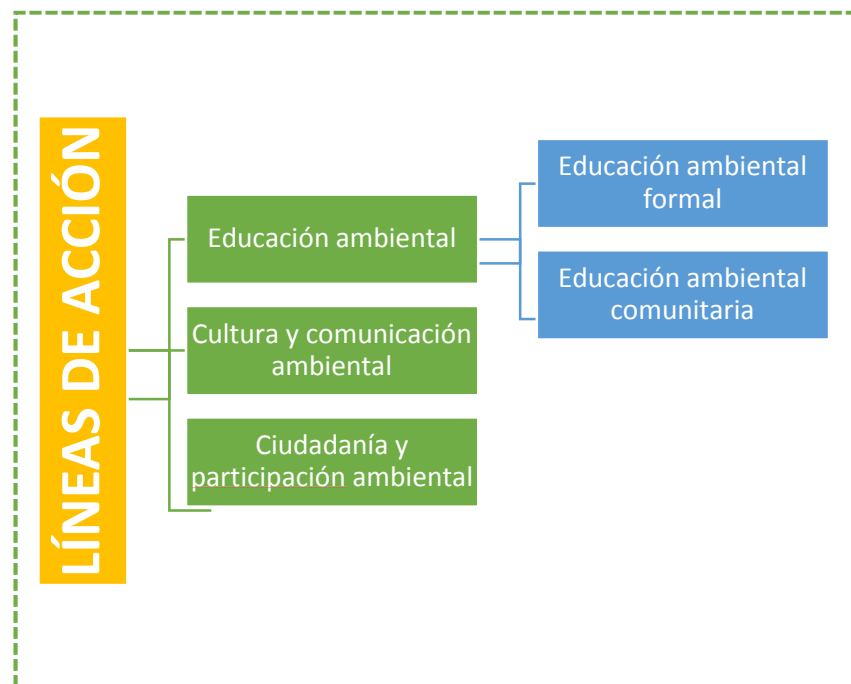 LÍNEAS DE ACCIÓN
Educación ambiental
Cultura y comunicación
ambiental
Ciudadanía y
participación ambiental
Educación ambiental
formal
Educación ambiental
comunitaria